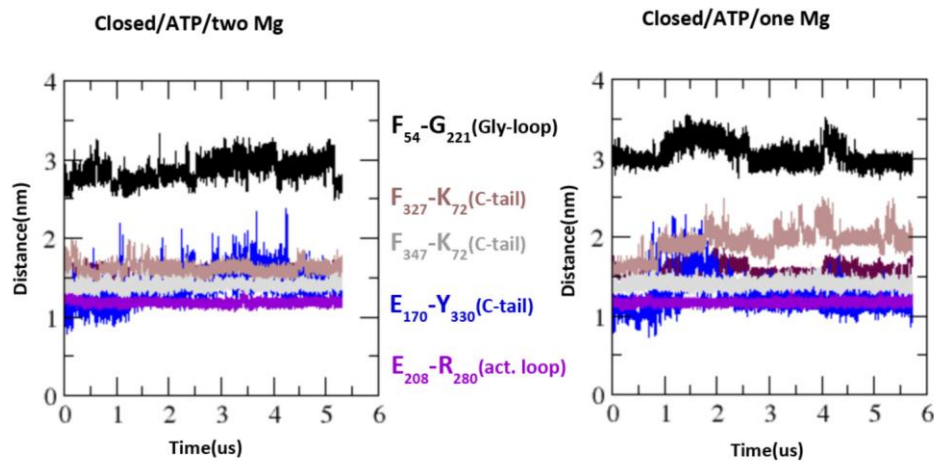 Closed/ATP/two Mg
Closed/ATP/one Mg
4
3
2
1
0
Distance(nm)
0 1 2 3 4 5 6
Time(us)
F54-G221(Gly-loop)
F327-K72(C-tail)
F347-K72(C-tail)
E170-Y330(C-tail)
E208-R280(act. loop)
4
3
2
1
0
Distance(nm)
0 1 2 3 4 5 6
Time(us)